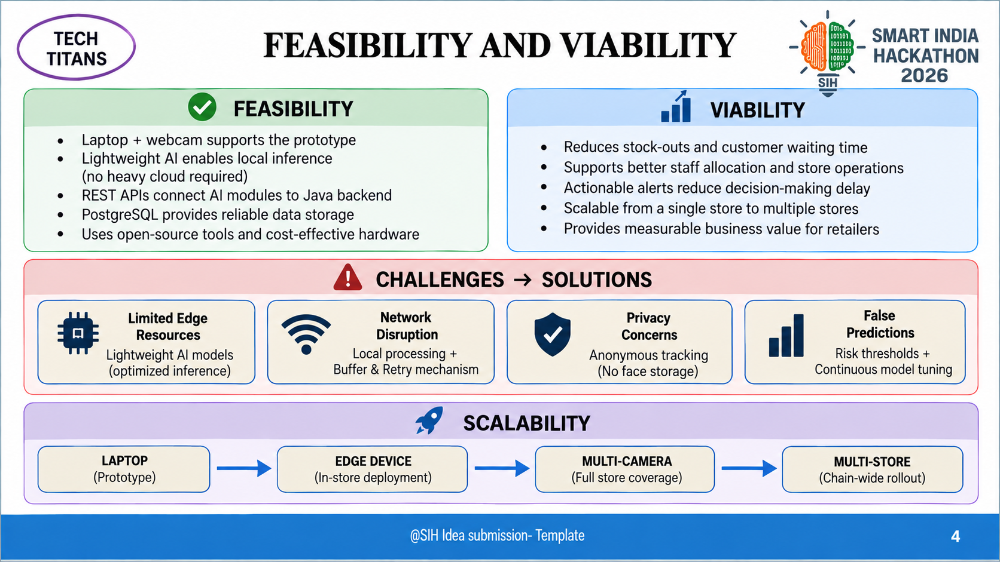 TECH
TITANS
FEASIBILITY AND VIABILITY
SIH
SMART INDIA
HACKATHON
2026
FEASIBILITY
• Laptop + webcam supports the prototype
• Lightweight AI enables local inference
(no heavy cloud required)
• REST APIs connect AI modules to Java backend
• PostgreSQL provides reliable data storage
• Uses open-source tools and cost-effective hardware
VIABILITY
• Reduces stock-outs and customer waiting time
• Supports better staff allocation and store operations
• Actionable alerts reduce decision-making delay
• Scalable from a single store to multiple stores
• Provides measurable business value for retailers
CHALLENGES → SOLUTIONS
Limited Edge
Resources
Lightweight AI models
(optimized inference)
Network
Disruption
Local processing +
Buffer & Retry mechanism
Privacy
Concerns
Anonymous tracking
(No face storage)
False
Predictions
Risk thresholds +
Continuous model tuning
SCALABILITY
LAPTOP
(Prototype)
EDGE DEVICE
(In-store deployment)
MULTI-CAMERA
(Full store coverage)
MULTI-STORE
(Chain-wide rollout)
@SIH Idea submission- Template
4